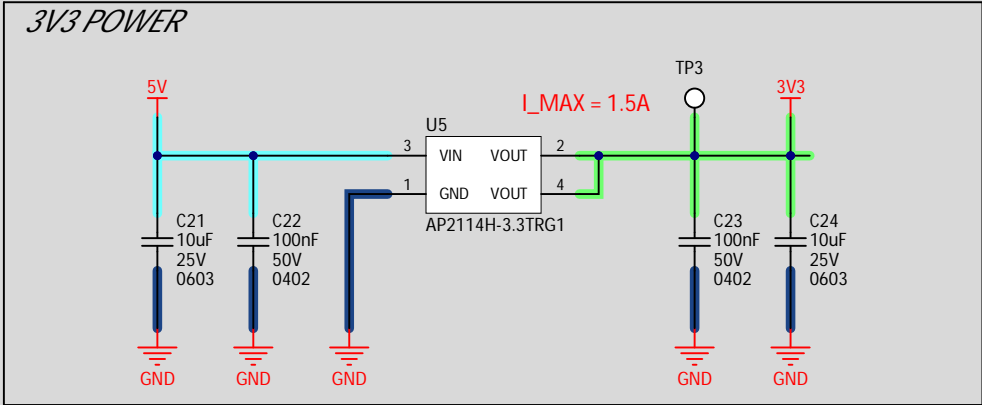 3V3 POWER
5V
I_MAX = 1.5A
TP3
3V3
U5
3 VIN VOUT 2
1 GND VOUT 4
AP2114H-3.3TRG1
C21
10uF
25V
0603
C22
100nF
50V
0402
C23
100nF
50V
0402
C24
10uF
25V
0603
GND
GND
GND
GND
GND